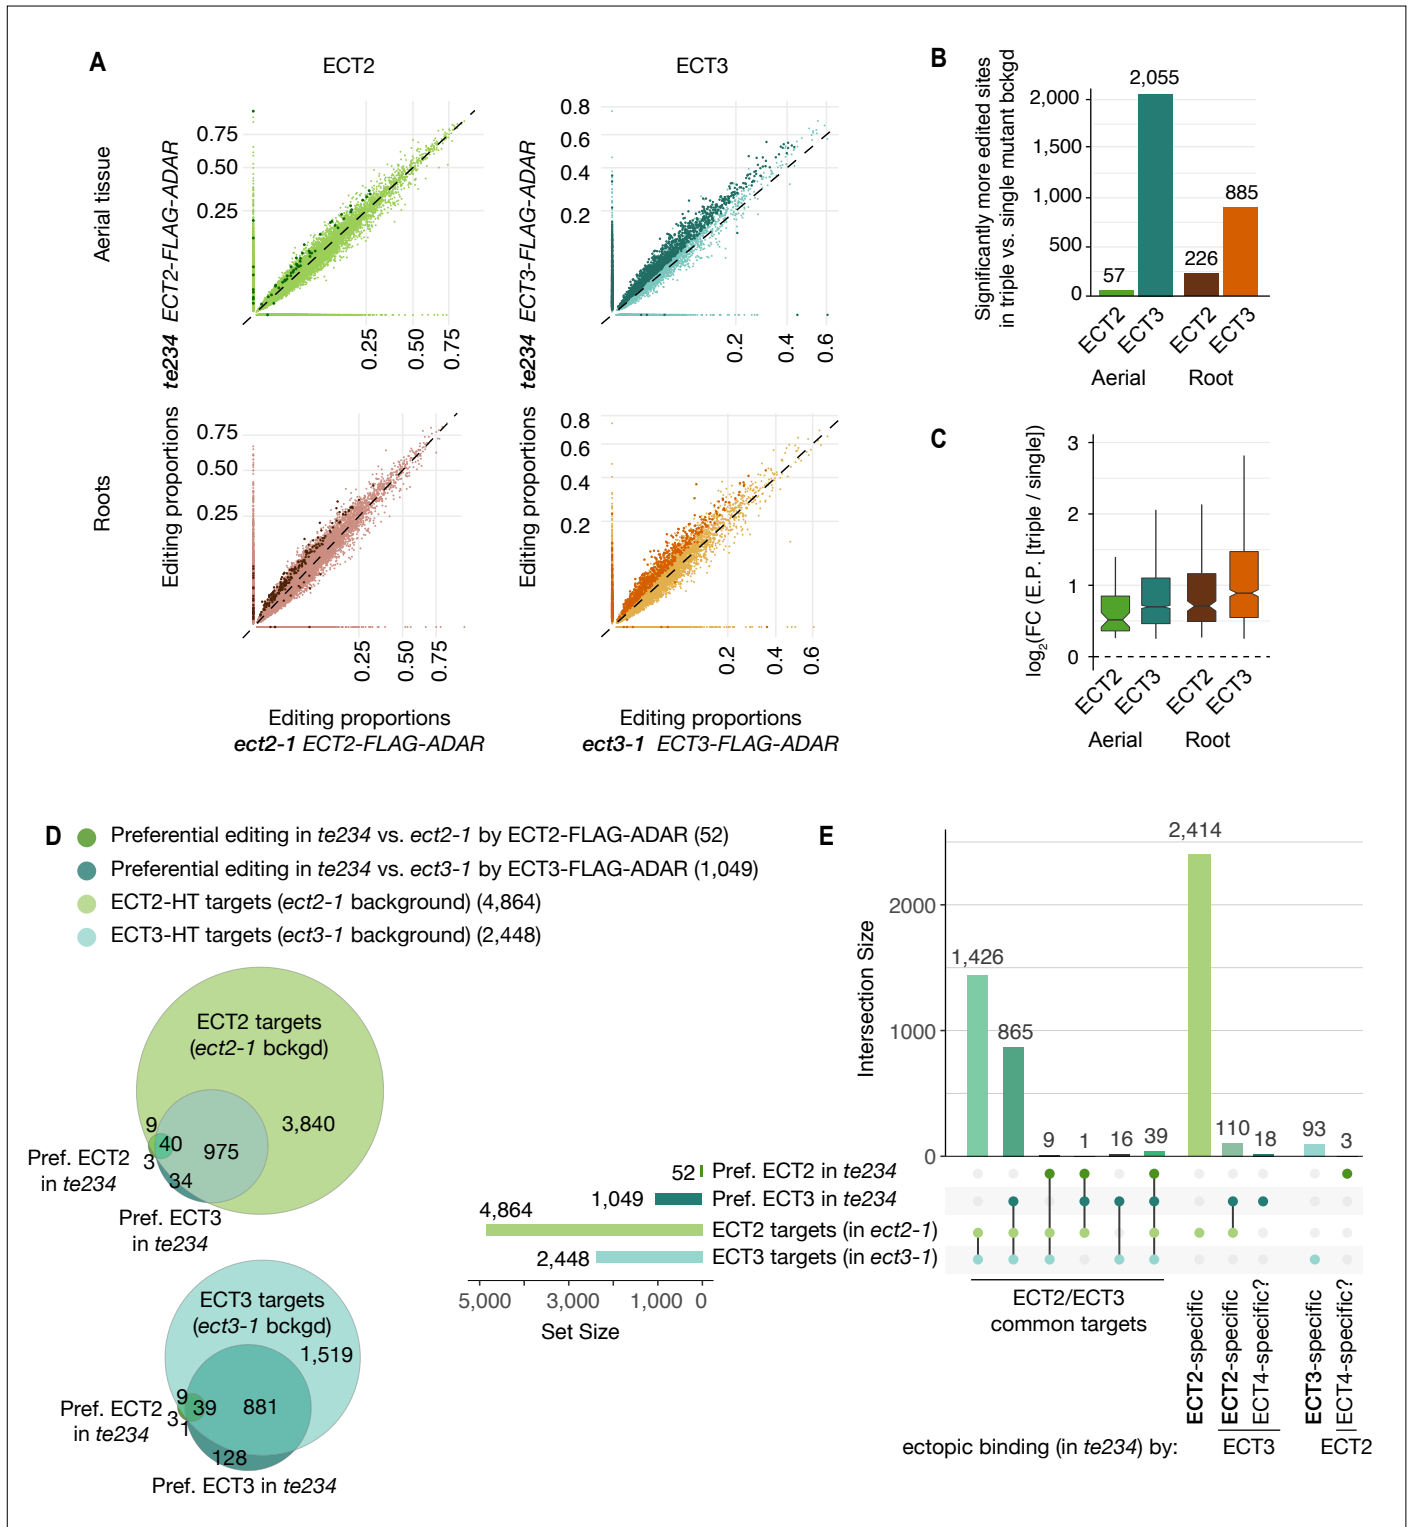 A
ECT2
ECT3
Aerial tissue
Roots
Editing proportions te234 ECT2-FLAG-ADAR
0.75
0.50
0.25
0.25
0.50
0.75
Editing proportions te234 ECT3-FLAG-ADAR
0.8
0.6
0.4
0.2
0.2
0.4
0.6
0.75
0.50
0.25
0.25
0.50
0.75
0.8
0.6
0.4
0.2
0.2
0.4
0.6
Editing proportions
ect2-1 ECT2-FLAG-ADAR
Editing proportions
ect3-1 ECT3-FLAG-ADAR
B
Significantly more edited sites
in triple vs. single mutant bckgd
2,000
1,500
1,000
500
0
57
2,055
226
885
ECT2
ECT3
ECT2
ECT3
Aerial
Root
C
log2(FC (E.P. [triple / single])
3
2
1
0
ECT2
ECT3
ECT2
ECT3
Aerial
Root
D
Preferential editing in te234 vs. ect2-1 by ECT2-FLAG-ADAR (52)
Preferential editing in te234 vs. ect3-1 by ECT3-FLAG-ADAR (1,049)
ECT2-HT targets (ect2-1 background) (4,864)
ECT3-HT targets (ect3-1 background) (2,448)
ECT2 targets
(ect2-1 bckgd)
3,840
9
40
975
3
34
Pref. ECT2
in te234
Pref. ECT3
in te234
ECT3 targets
(ect3-1 bckgd)
1,519
9
39
881
3
1
128
Pref. ECT2
in te234
Pref. ECT3 in te234
E
Intersection Size
2000
1000
0
1,426
865
9
1
16
39
2,414
110
18
93
3
52
Pref. ECT2 in te234
1,049
Pref. ECT3 in te234
4,864
ECT2 targets (in ect2-1)
2,448
ECT3 targets (in ect3-1)
5,000
3,000
1,000
0
Set Size
ECT2/ECT3
common targets
ECT2-specific
ECT2-specific
ECT4-specific?
ECT3-specific
ECT4-specific?
ectopic binding (in te234) by:
ECT3
ECT2